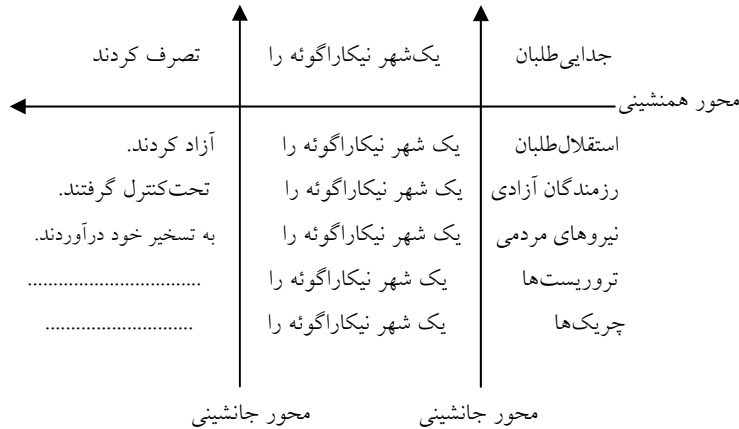 جدایی‌طلبان یک‌شهر نیکاراگوئه را تصرف کردند
محور همنشینی
استقلال‌طلبان یک شهر نیکاراگوئه را آزاد کردند.
رزمندگان آزادی یک شهر نیکاراگوئه را تحت‌کنترل گرفتند.
نیروهای مردمی یک شهر نیکاراگوئه را به تسخیر خود درآوردند.
تروریست‌ها یک شهر نیکاراگوئه را ..................................
چریک‌ها یک شهر نیکاراگوئه را .............................
محور جانشینی محور جانشینی